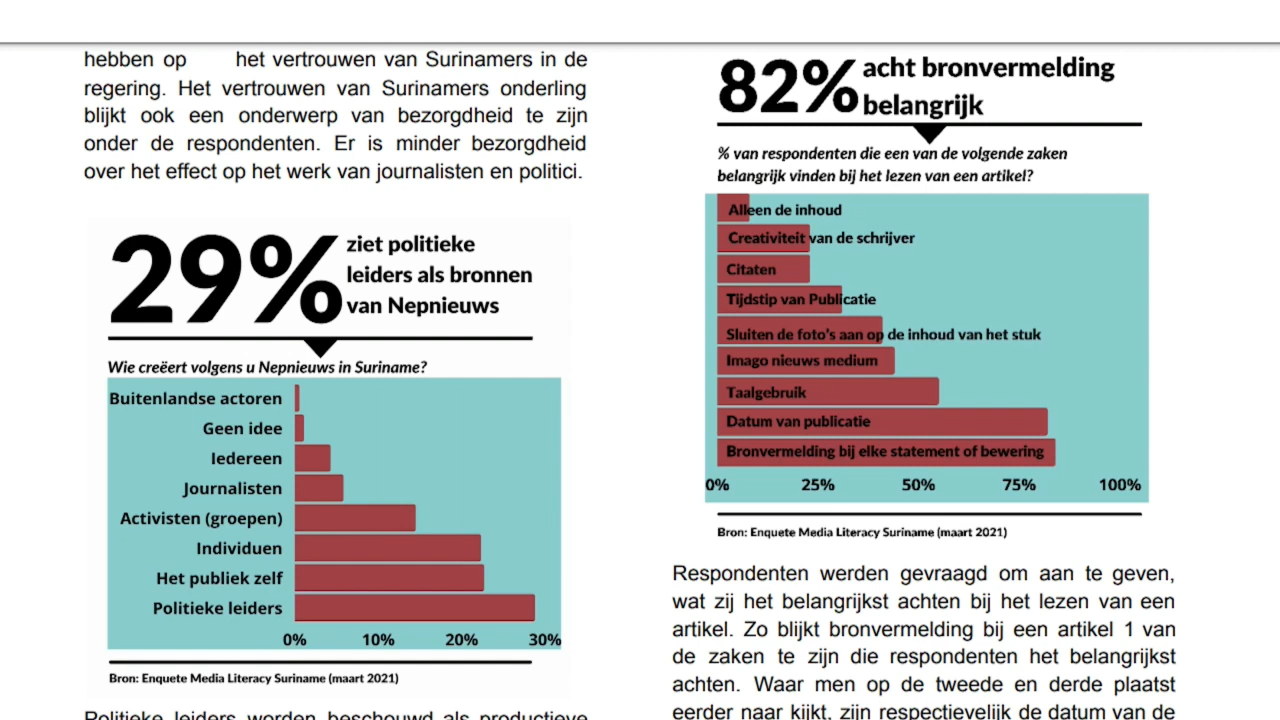 hebben op het vertrouwen van Surinamers in de
regering. Het vertrouwen van Surinamers onderling
blijkt ook een onderwerp van bezorgdheid te zijn
onder de respondenten. Er is minder bezorgdheid
over het effect op het werk van journalisten en politici.
29% ziet politieke
leiders als bronnen
van Nepnieuws
Wie creëert volgens u Nepnieuws in Suriname?
Buitenlandse actoren
Geen idee
Iedereen
Journalisten
Activisten (groepen)
Individuen
Het publiek zelf
Politieke leiders
0% 10% 20% 30%
Bron: Enquete Media Literacy Suriname (maart 2021)
Politieke leiders worden beschouwd als productieve
82% acht bronvermelding
belangrijk
% van respondenten die een van de volgende zaken
belangrijk vinden bij het lezen van een artikel?
Alleen de inhoud
Creativiteit van de schrijver
Citaten
Tijdstip van Publicatie
Sluiten de foto's aan op de inhoud van het stuk
Imago nieuws medium
Taalgebruik
Datum van publicatie
Bronvermelding bij elke statement of bewering
0% 25% 50% 75% 100%
Bron: Enquete Media Literacy Suriname (maart 2021)
Respondenten werden gevraagd om aan te geven,
wat zij het belangrijkst achten bij het lezen van een
artikel. Zo blijkt bronvermelding bij een artikel 1 van
de zaken te zijn die respondenten het belangrijkst
achten. Waar men op de tweede en derde plaatst
eerder naar kijkt, zijn respectievelijk de datum van de